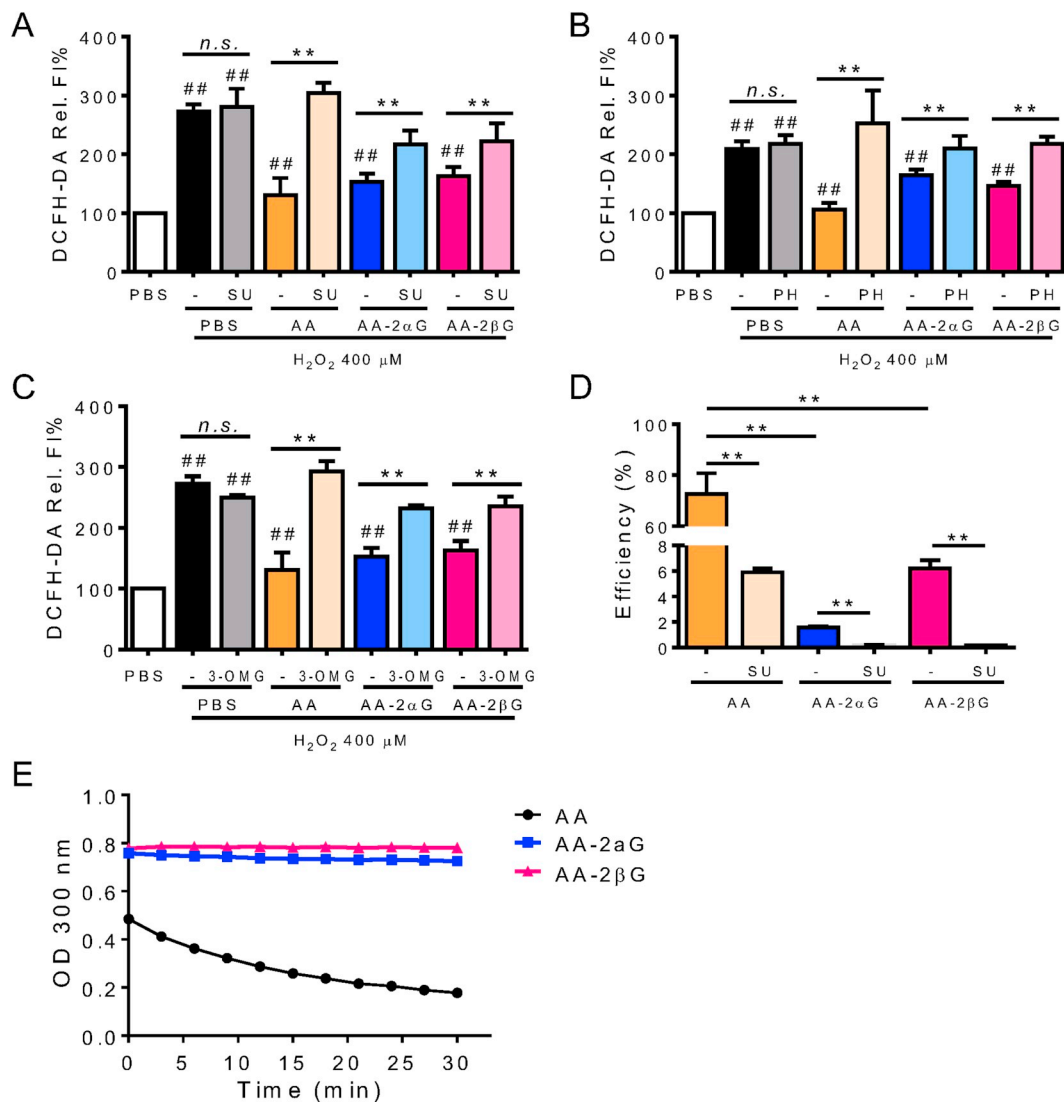 A
DCFH-DA Rel. FI%
400
300
200
100
0
n.s.
**
**
**
##
##
##
##
##
PBS
- SU - SU - SU - SU
PBS AA AA-2αG AA-2βG
H₂O₂ 400 μM
B
DCFH-DA Rel. FI%
400
300
200
100
0
n.s.
**
**
**
##
##
##
##
##
PBS
- PH - PH - PH - PH
PBS AA AA-2αG AA-2βG
H₂O₂ 400 μM
C
DCFH-DA Rel. FI%
400
300
200
100
0
n.s.
**
**
**
##
##
##
##
##
PBS
- 3-OMG - 3-OMG - 3-OMG - 3-OMG
PBS AA AA-2αG AA-2βG
H₂O₂ 400 μM
D
Efficiency (%)
100
80
60
8
6
4
2
0
**
**
**
**
**
- SU - SU - SU
AA AA-2αG AA-2βG
E
OD 300 nm
1.0
0.8
0.6
0.4
0.2
0.0
0 5 10 15 20 25 30
Time (min)
AA
AA-2aG
AA-2βG